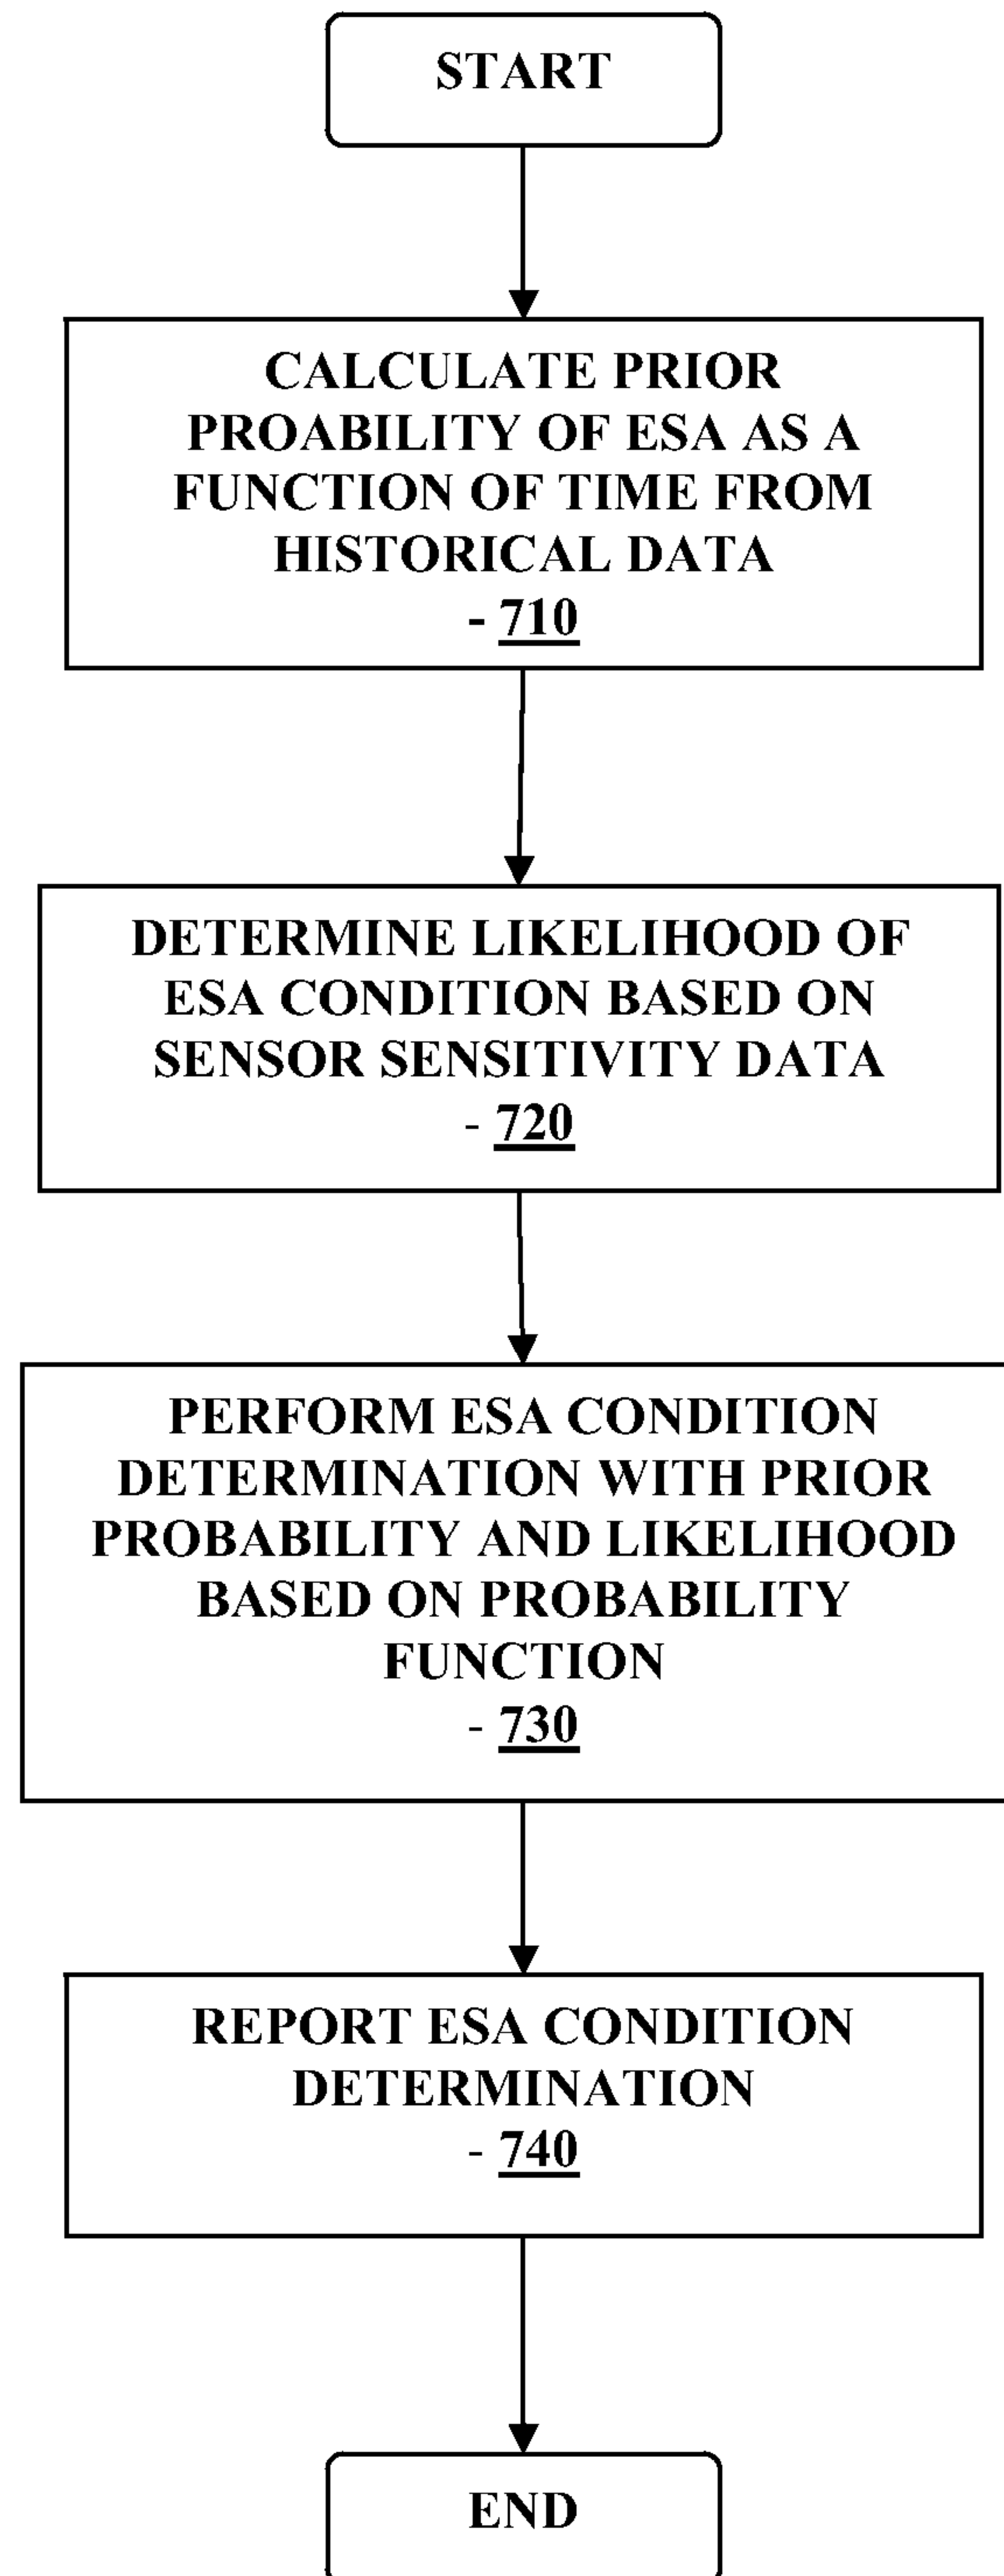 START
CALCULATE PRIOR
PROABILITY OF ESA AS A
FUNCTION OF TIME FROM
HISTORICAL DATA
- 710
DETERMINE LIKELIHOOD OF
ESA CONDITION BASED ON
SENSOR SENSITIVITY DATA
- 720
PERFORM ESA CONDITION
DETERMINATION WITH PRIOR
PROBABILITY AND LIKELIHOOD
BASED ON PROBABILITY
FUNCTION
- 730
REPORT ESA CONDITION
DETERMINATION
- 740
END